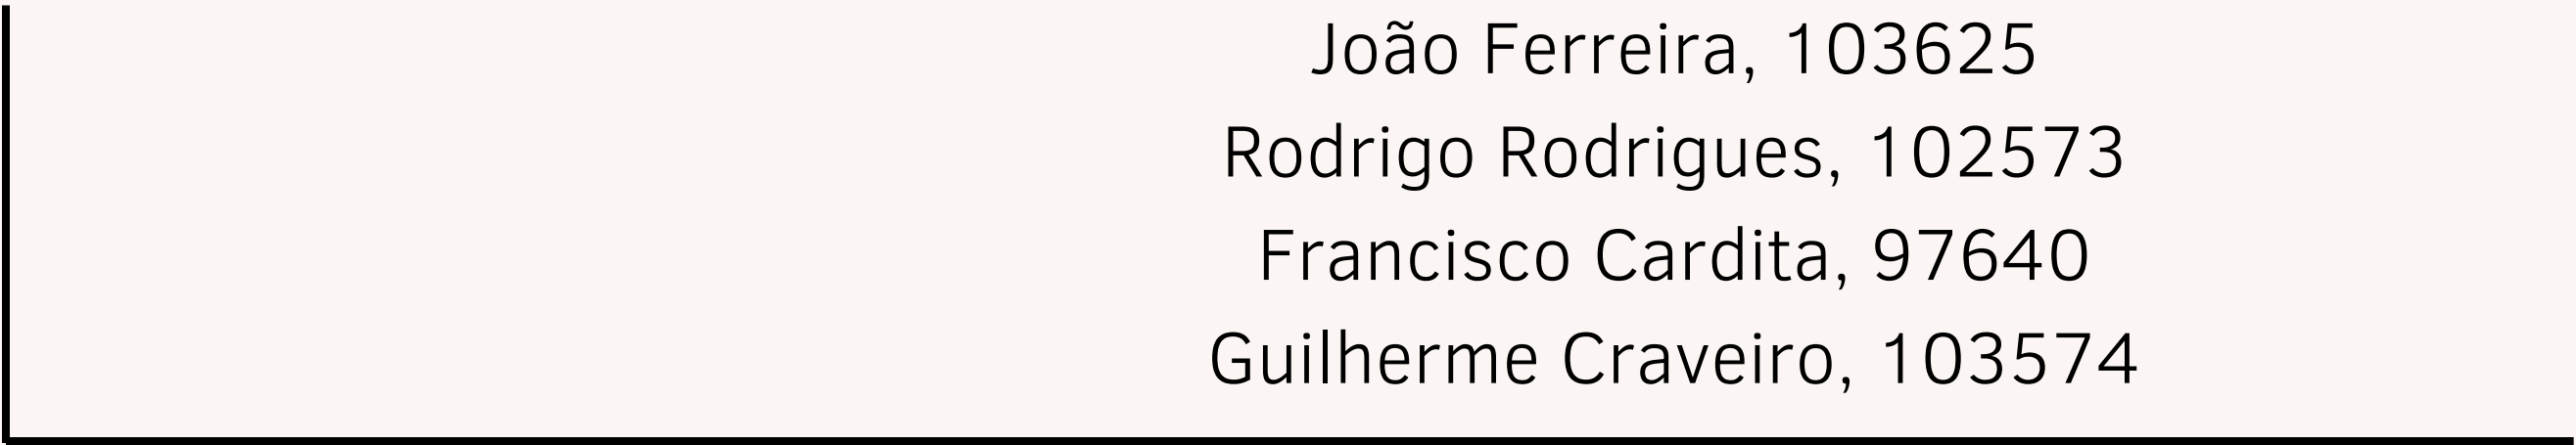 João Ferreira, 103625
Rodrigo Rodrigues, 102573
Francisco Cardita, 97640
Guilherme Craveiro, 103574